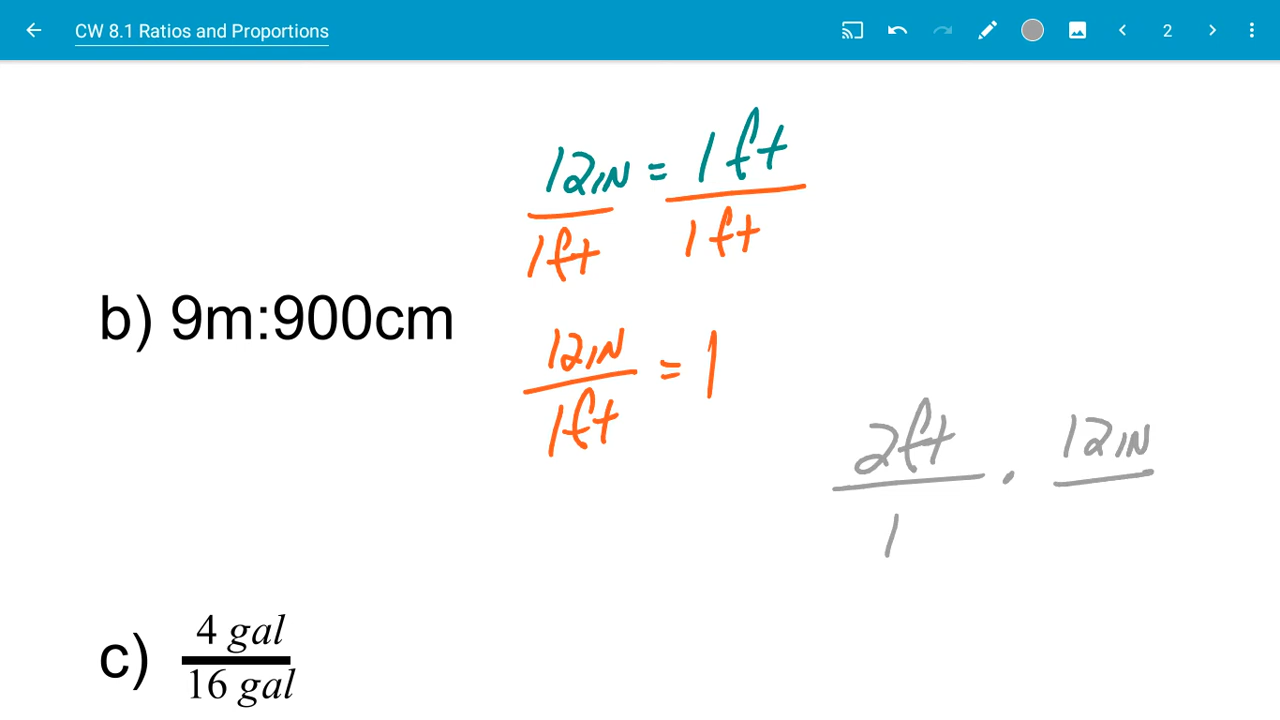 CW 8.1 Ratios and Proportions
2
12IN = 1ft
1ft 1ft
b) 9m:900cm
12IN = 1
1ft
2ft . 12IN
1
c) 4 gal
16 gal